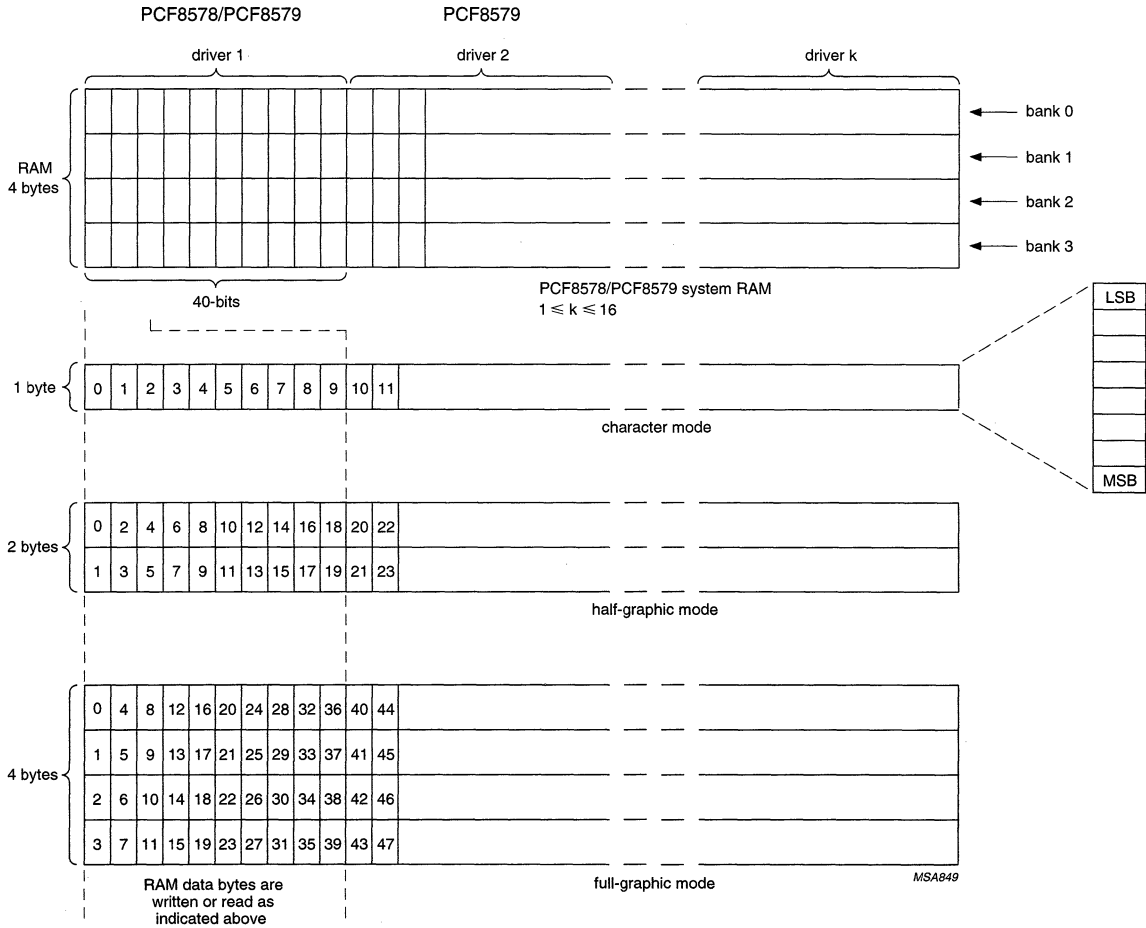 PCF8578/PCF8579 PCF8579
driver 1 driver 2 driver k
bank 0
RAM
4 bytes
bank 1
bank 2
bank 3
40-bits
PCF8578/PCF8579 system RAM
1 ≤ k ≤ 16
LSB
MSB
1 byte
0 1 2 3 4 5 6 7 8 9 10 11
character mode
2 bytes
0 2 4 6 8 10 12 14 16 18 20 22
1 3 5 7 9 11 13 15 17 19 21 23
half-graphic mode
4 bytes
0 4 8 12 16 20 24 28 32 36 40 44
1 5 9 13 17 21 25 29 33 37 41 45
2 6 10 14 18 22 26 30 34 38 42 46
3 7 11 15 19 23 27 31 35 39 43 47
RAM data bytes are
written or read as
indicated above
full-graphic mode
MSA849